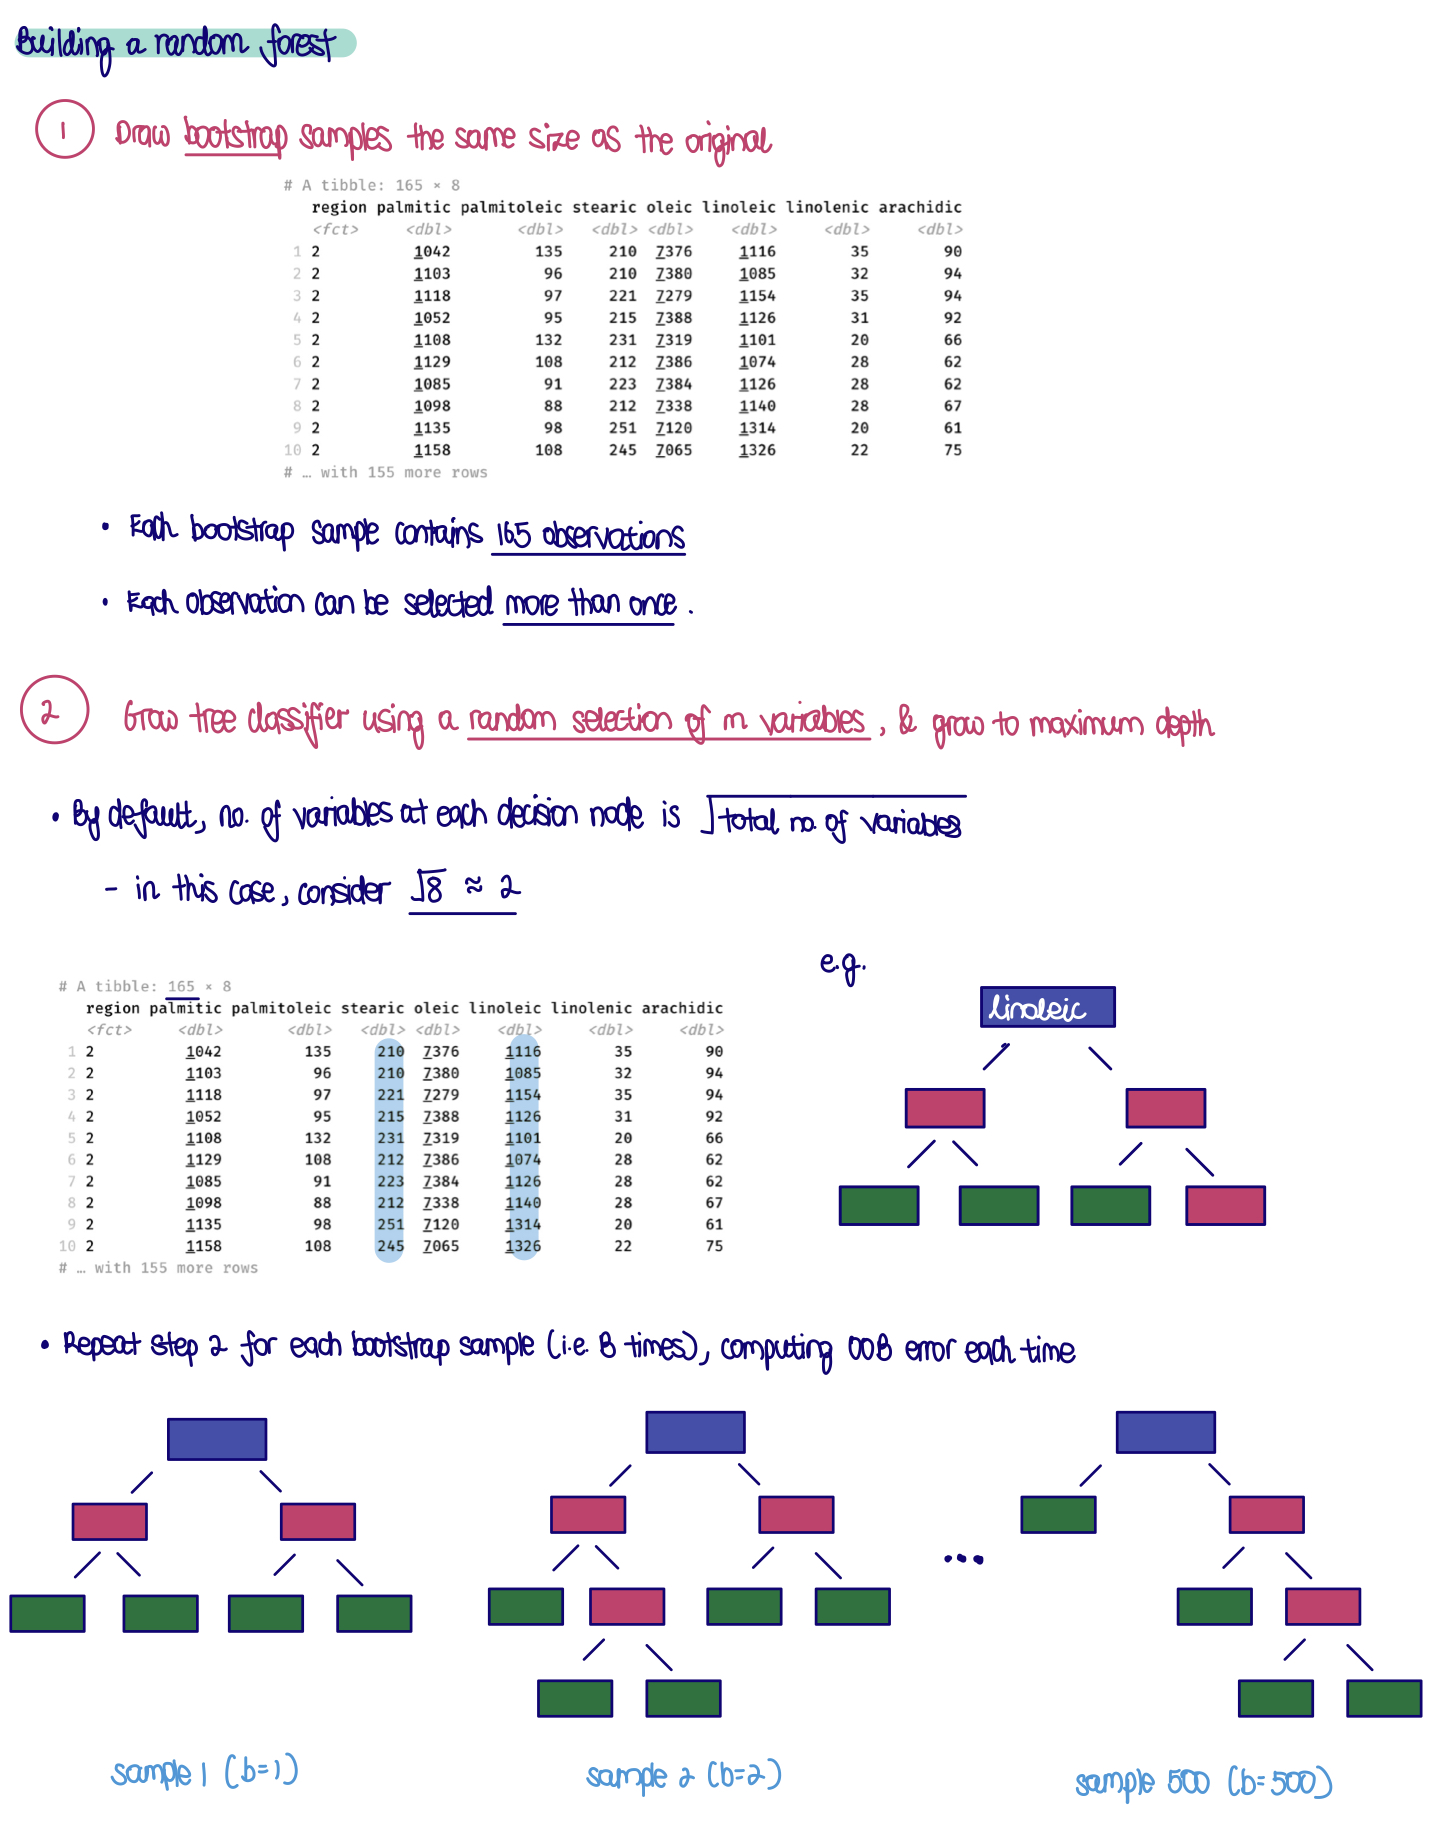 Building a random forest
1 Draw bootstrap samples the same size as the original
# A tibble: 165 × 8
region palmitic palmitoleic stearic oleic linoleic linolenic arachidic
<fct> <dbl> <dbl> <dbl> <dbl> <dbl> <dbl> <dbl>
1 2 1042 135 210 7376 1116 35 90
2 2 1103 96 210 7380 1085 32 94
3 2 1118 97 221 7279 1154 35 94
4 2 1052 95 215 7388 1126 31 92
5 2 1108 132 231 7319 1101 20 66
6 2 1129 108 212 7386 1074 28 62
7 2 1085 91 223 7384 1126 28 62
8 2 1098 88 212 7338 1140 28 67
9 2 1135 98 251 7120 1314 20 61
10 2 1158 108 245 7065 1326 22 75
# … with 155 more rows
• Each bootstrap sample contains 165 observations
• Each observation can be selected more than once.
2 Grow tree classifier using a random selection of m variables, & grow to maximum depth
• By default, no. of variables at each decision node is √total no. of variables
- in this case, consider √8 ≈ 2
# A tibble: 165 × 8
region palmitic palmitoleic stearic oleic linoleic linolenic arachidic
<fct> <dbl> <dbl> <dbl> <dbl> <dbl> <dbl> <dbl>
1 2 1042 135 210 7376 1116 35 90
2 2 1103 96 210 7380 1085 32 94
3 2 1118 97 221 7279 1154 35 94
4 2 1052 95 215 7388 1126 31 92
5 2 1108 132 231 7319 1101 20 66
6 2 1129 108 212 7386 1074 28 62
7 2 1085 91 223 7384 1126 28 62
8 2 1098 88 212 7338 1140 28 67
9 2 1135 98 251 7120 1314 20 61
10 2 1158 108 245 7065 1326 22 75
# … with 155 more rows
e.g.
linoleic
• Repeat step 2 for each bootstrap sample (i.e. B times), computing OOB error each time
...
sample 1 (b=1)
sample 2 (b=2)
sample 500 (b=500)